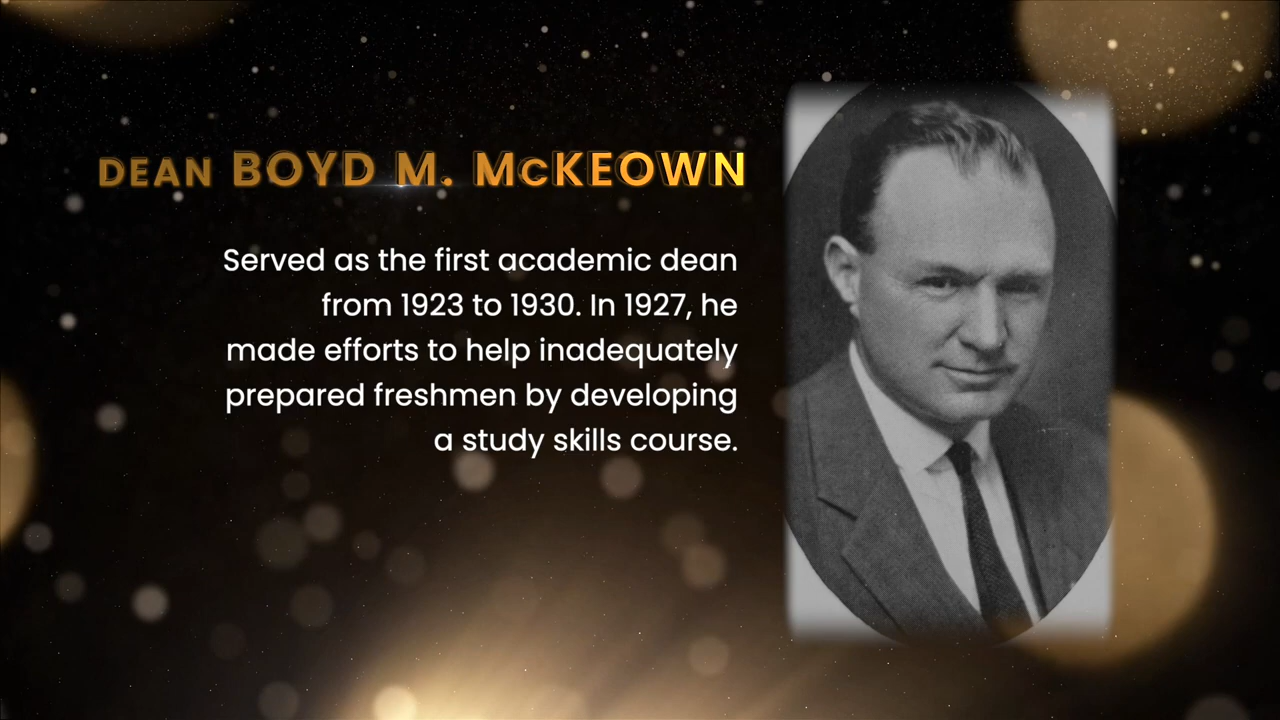 DEAN BOYD M. McKEOWN
Served as the first academic dean
from 1923 to 1930. In 1927, he
made efforts to help inadequately
prepared freshmen by developing
a study skills course.